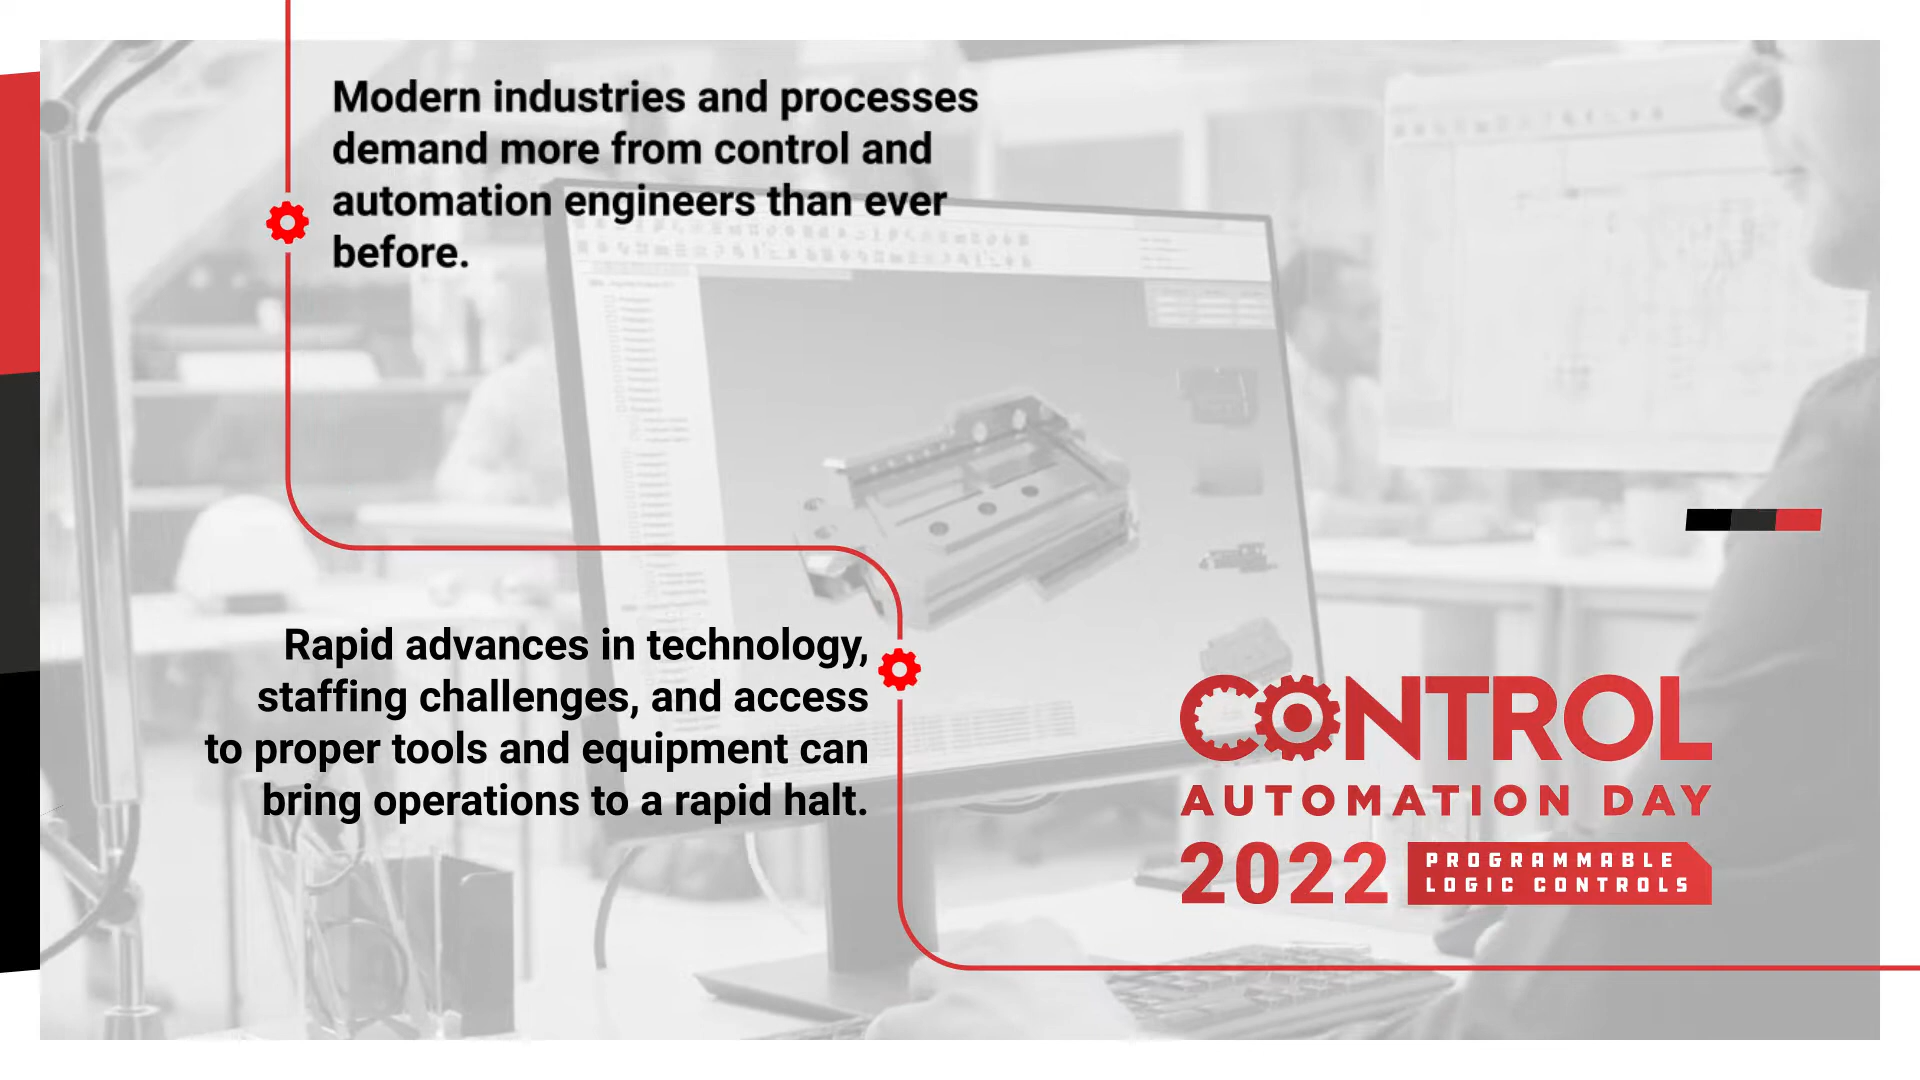 Modern industries and processes
demand more from control and
automation engineers than ever
before.
Rapid advances in technology,
staffing challenges, and access
to proper tools and equipment can
bring operations to a rapid halt.
CONTROL
AUTOMATION DAY
2022 PROGRAMMABLE
LOGIC CONTROLS